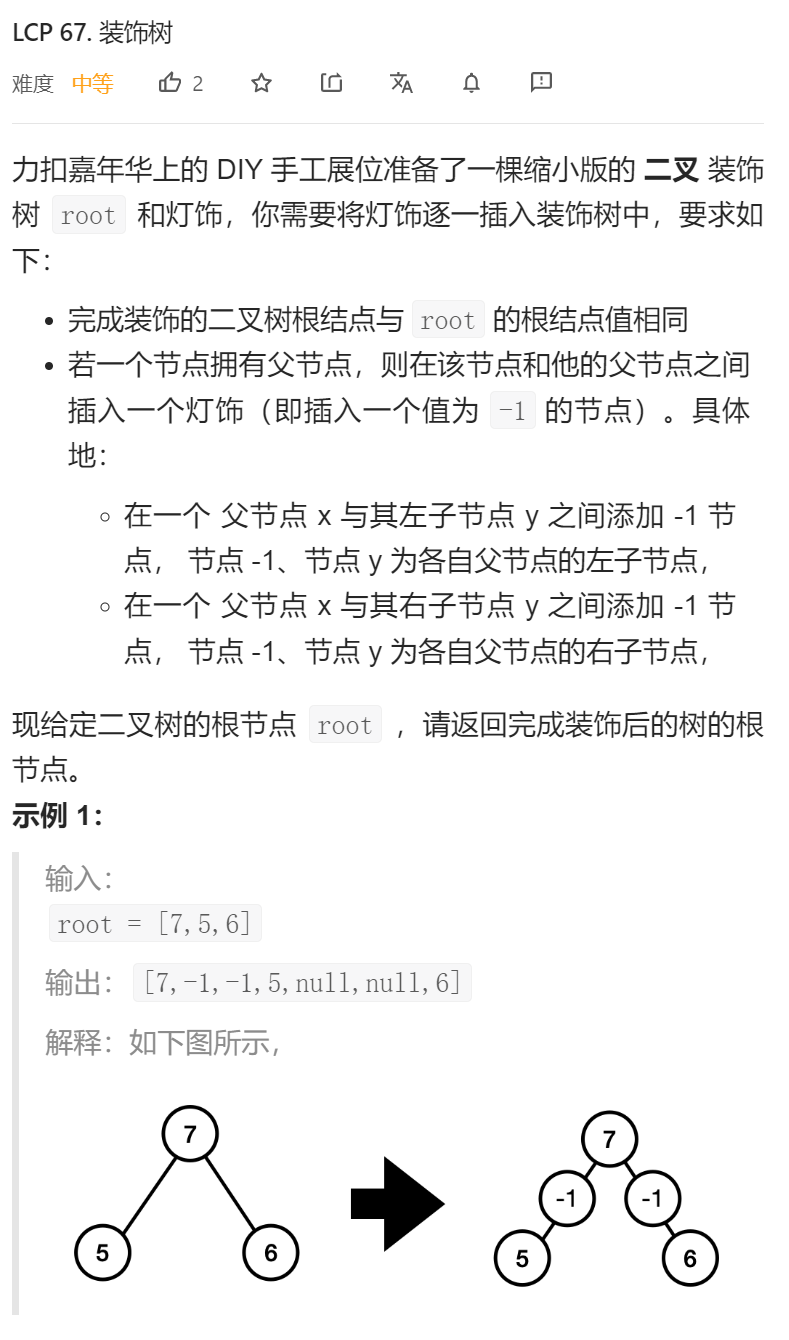 LCP 67. 装饰树
难度 中等 2
力扣嘉年华上的 DIY 手工展位准备了一棵缩小版的 二叉 装饰
树 root 和灯饰，你需要将灯饰逐一插入装饰树中，要求如
下：
• 完成装饰的二叉树根结点与 root 的根结点值相同
• 若一个节点拥有父节点，则在该节点和他的父节点之间
插入一个灯饰（即插入一个值为 -1 的节点）。具体
地：
◦ 在一个 父节点 x 与其左子节点 y 之间添加 -1 节
点， 节点 -1、节点 y 为各自父节点的左子节点，
◦ 在一个 父节点 x 与其右子节点 y 之间添加 -1 节
点， 节点 -1、节点 y 为各自父节点的右子节点，
现给定二叉树的根节点 root ，请返回完成装饰后的树的根
节点。
示例 1：
输入：
root = [7,5,6]
输出： [7,-1,-1,5,null,null,6]
解释：如下图所示，
7 7
-1 -1
5 6 5 6